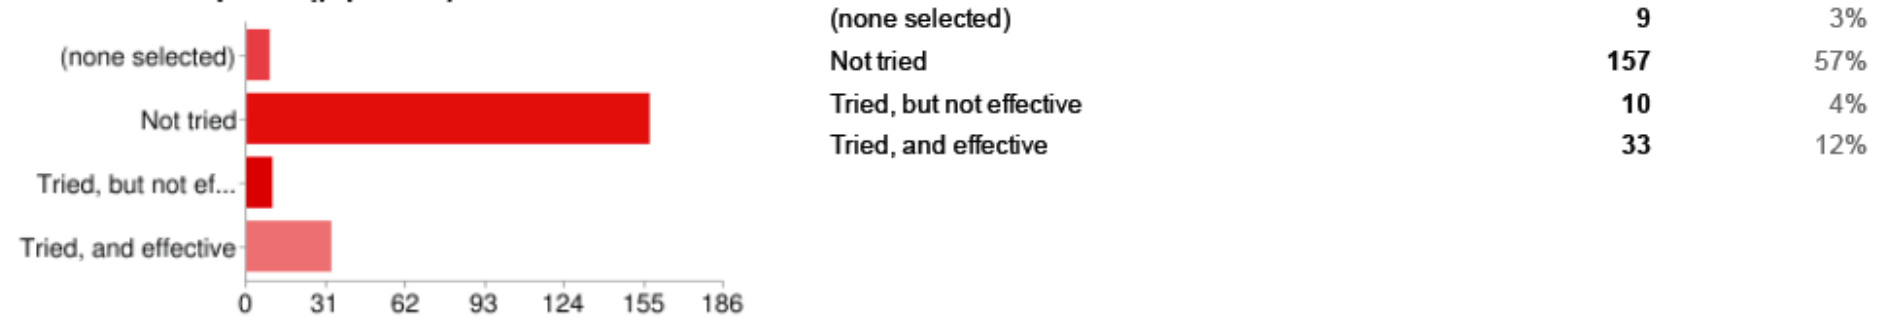 (none selected)
Not tried
Tried, but not ef...
Tried, and effective
0 31 62 93 124 155 186
(none selected) 9 3%
Not tried 157 57%
Tried, but not effective 10 4%
Tried, and effective 33 12%